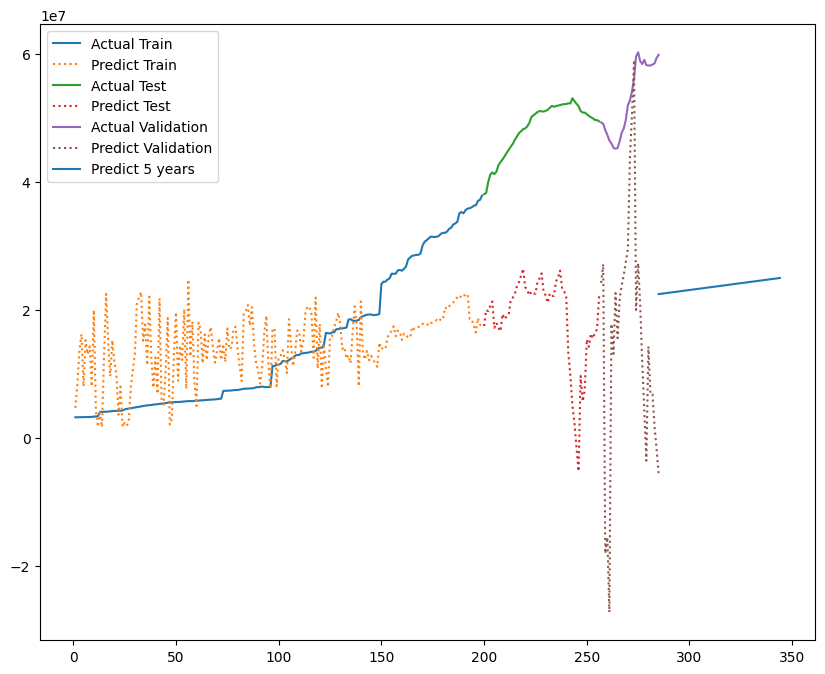 1e7
Actual Train
Predict Train
Actual Test
Predict Test
Actual Validation
Predict Validation
Predict 5 years
6
4
2
0
−2
0 50 100 150 200 250 300 350